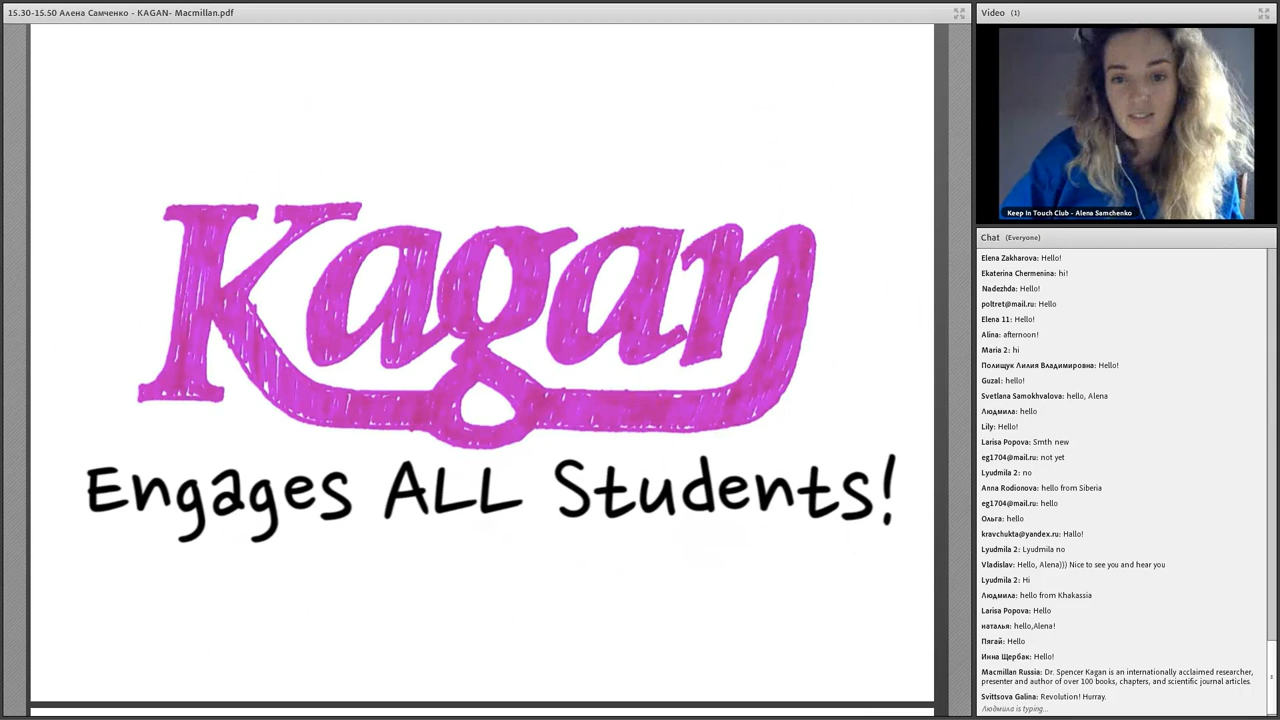 15.30-15.50 Алена Самченко - KAGAN- Macmillan.pdf
Kagan
Engages ALL Students!
Video (1)
Keep In Touch Club - Alena Samchenko
Chat (Everyone)
Elena Zakharova: Hello!
Ekaterina Chermenina: hi!
Nadezhda: Hello!
poltret@mail.ru: Hello
Elena 11: Hello!
Alina: afternoon!
Maria 2: hi
Полищук Лилия Владимировна: Hello!
Guzal: hello!
Svetlana Samokhvalova: hello, Alena
Людмила: hello
Lily: Hello!
Larisa Popova: Smth new
eg1704@mail.ru: not yet
Lyudmila 2: no
Anna Rodionova: hello from Siberia
eg1704@mail.ru: hello
Ольга: hello
kravchukta@yandex.ru: Hallo!
Lyudmila 2: Lyudmila no
Vladislav: Hello, Alena))) Nice to see you and hear you
Lyudmila 2: Hi
Людмила: hello from Khakassia
Larisa Popova: Hello
наталья: hello,Alena!
Пягай: Hello
Инна Щербак: Hello!
Macmillan Russia: Dr. Spencer Kagan is an internationally acclaimed researcher,
presenter and author of over 100 books, chapters, and scientific journal articles.
Svittsova Galina: Revolution! Hurray.
Людмила is typing...